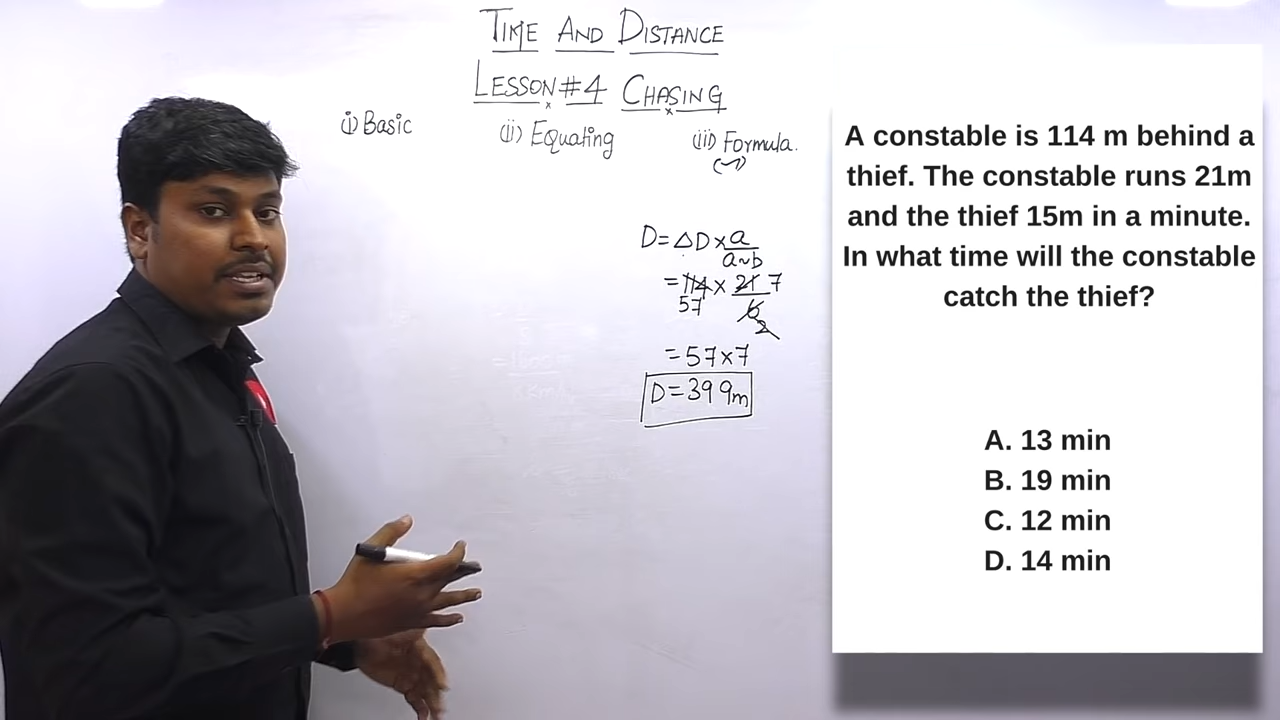 TIME AND DISTANCE
LESSON#4 CHASING
(i) Basic
(ii) Equating
(iii) Formula.
D=△D×a/a~b
=114×21 7
57 6
2
=57×7
D=399m
A constable is 114 m behind a
thief. The constable runs 21m
and the thief 15m in a minute.
In what time will the constable
catch the thief?
A. 13 min
B. 19 min
C. 12 min
D. 14 min